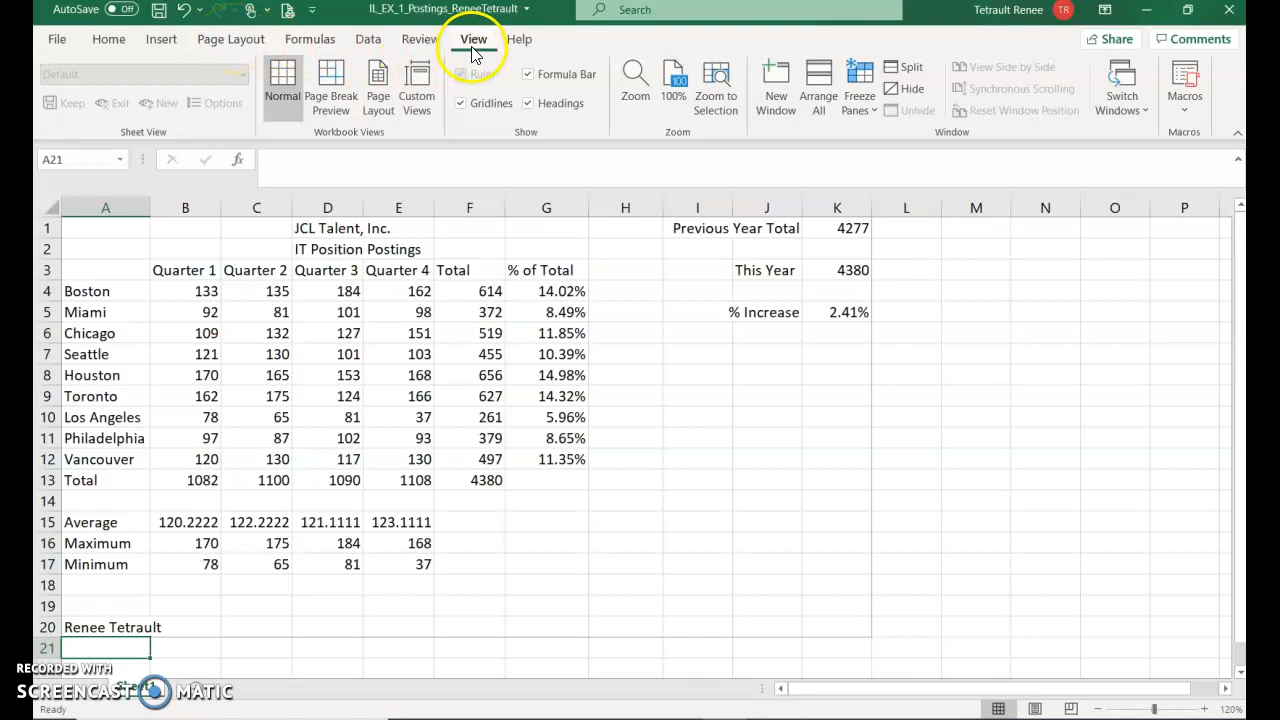 AutoSave Off IL_EX_1_Postings_ReneeTetrault Search Tetrault Renee TR
File Home Insert Page Layout Formulas Data Review View Help Share Comments
Default Ruler Formula Bar
Keep Exit New Options Gridlines Headings
Normal Page Break Preview Page Layout Custom Views Zoom 100 100% Zoom to Selection New Window Arrange All Freeze Panes Split Hide Unhide View Side by Side Synchronous Scrolling Reset Window Position Switch Windows Macros
Sheet View Workbook Views Show Zoom Window Macros
A21 fx
A B C D E F G H I J K L M N O P
1 JCL Talent, Inc. Previous Year Total 4277
2 IT Position Postings
3 Quarter 1 Quarter 2 Quarter 3 Quarter 4 Total % of Total This Year 4380
4 Boston 133 135 184 162 614 14.02%
5 Miami 92 81 101 98 372 8.49% % Increase 2.41%
6 Chicago 109 132 127 151 519 11.85%
7 Seattle 121 130 101 103 455 10.39%
8 Houston 170 165 153 168 656 14.98%
9 Toronto 162 175 124 166 627 14.32%
10 Los Angeles 78 65 81 37 261 5.96%
11 Philadelphia 97 87 102 93 379 8.65%
12 Vancouver 120 130 117 130 497 11.35%
13 Total 1082 1100 1090 1108 4380
14
15 Average 120.2222 122.2222 121.1111 123.1111
16 Maximum 170 175 184 168
17 Minimum 78 65 81 37
18
19
20 Renee Tetrault
21
RECORDED WITH
SCREENCAST MATIC
Sheet1
Ready 120%